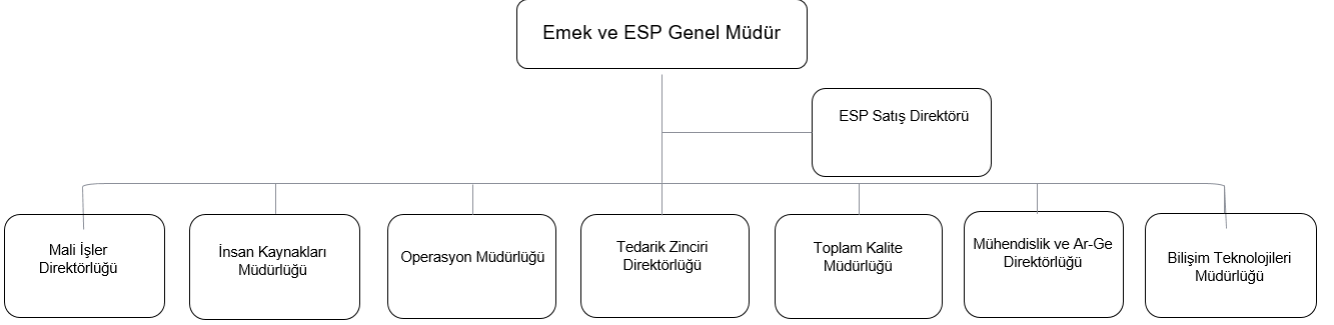 Emek ve ESP Genel Müdür
ESP Satış Direktörü
Mali İşler
Direktörlüğü
İnsan Kaynakları
Müdürlüğü
Operasyon Müdürlüğü
Tedarik Zinciri
Direktörlüğü
Toplam Kalite
Müdürlüğü
Mühendislik ve Ar-Ge
Direktörlüğü
Bilişim Teknolojileri
Müdürlüğü